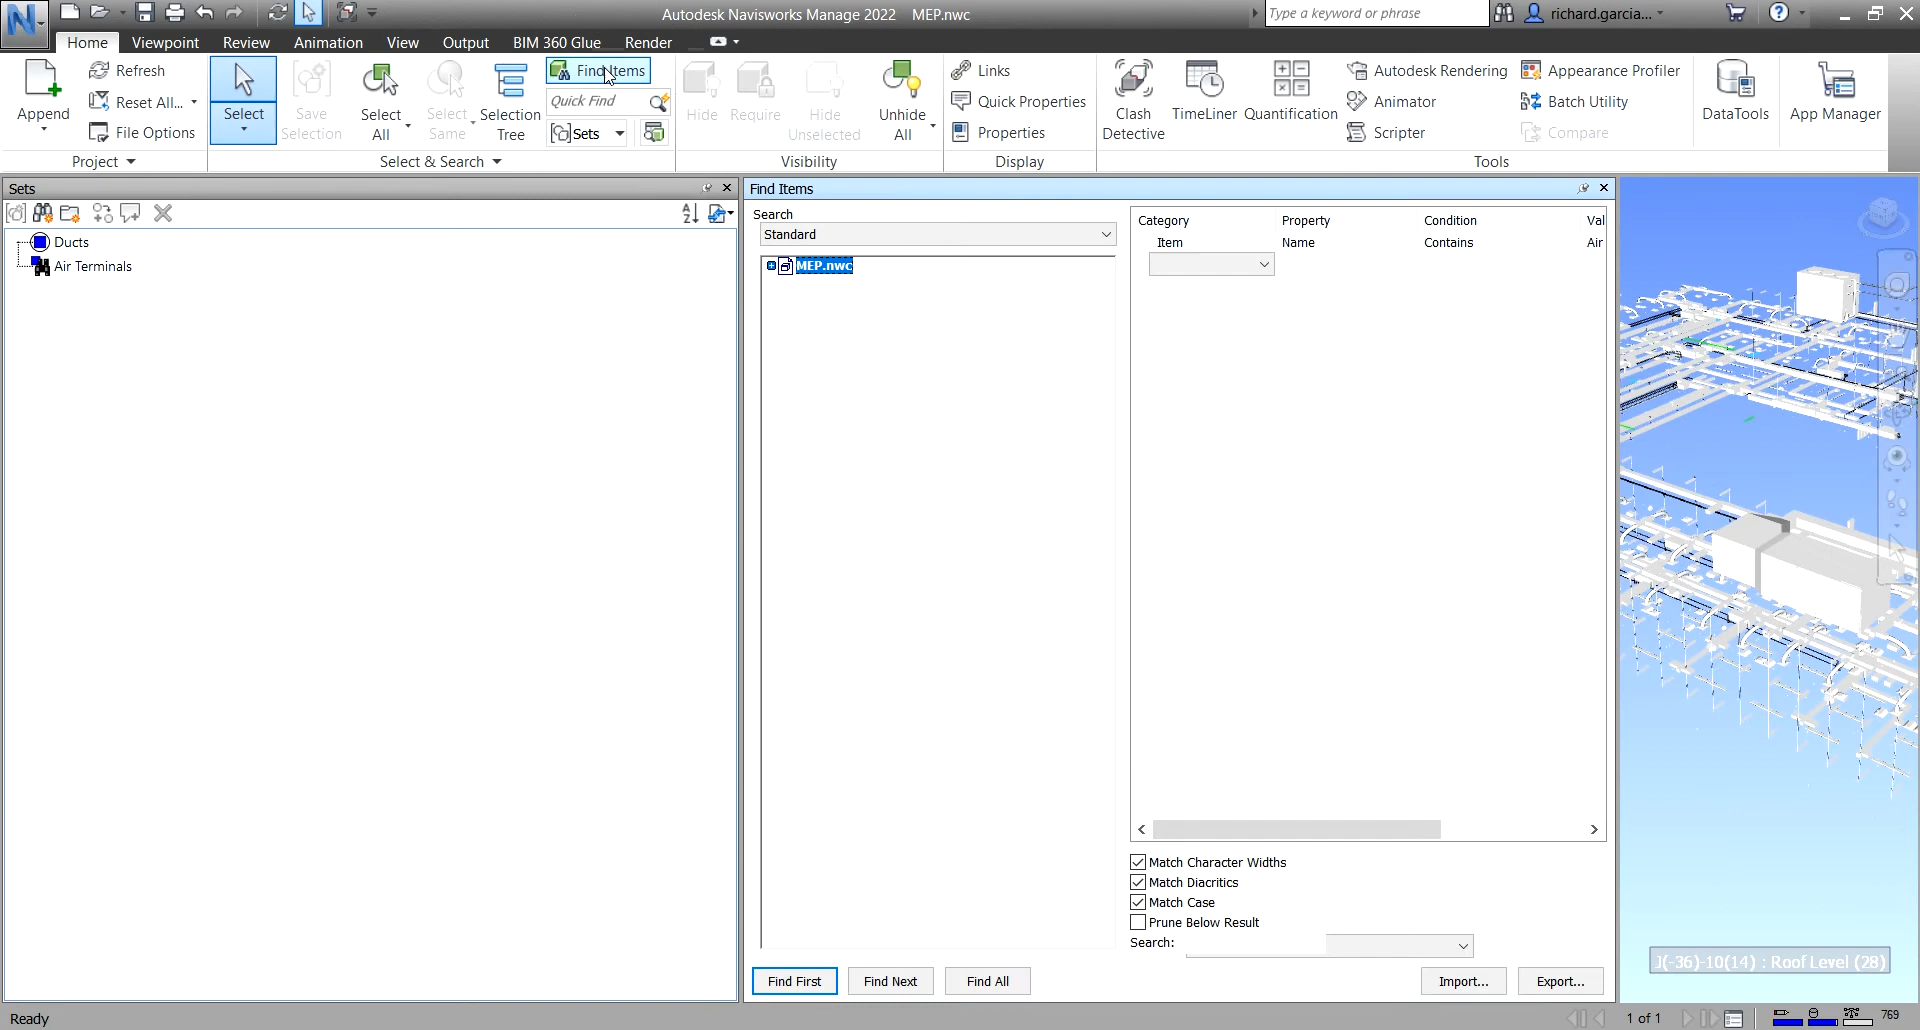 Autodesk Navisworks Manage 2022 MEP.nwc
Type a keyword or phrase
richard.garcia...
Home Viewpoint Review Animation View Output BIM 360 Glue Render
Append
Refresh
Reset All...
File Options
Project
Select
Save Selection
Select All
Select Same
Selection Tree
Find Items
Quick Find
Sets
Select & Search
Hide
Require
Hide Unselected
Unhide All
Visibility
Links
Quick Properties
Properties
Display
Clash Detective
TimeLiner
Quantification
Autodesk Rendering
Animator
Scripter
Appearance Profiler
Batch Utility
Compare
Tools
DataTools
App Manager
Sets
Ducts
Air Terminals
Find Items
Search
Standard
MEP.nwc
Category Property Condition Val
Item Name Contains Air
Match Character Widths
Match Diacritics
Match Case
Prune Below Result
Search:
Find First Find Next Find All Import... Export...
J(-36)-10(14) : Roof Level (28)
Ready
1 of 1
769